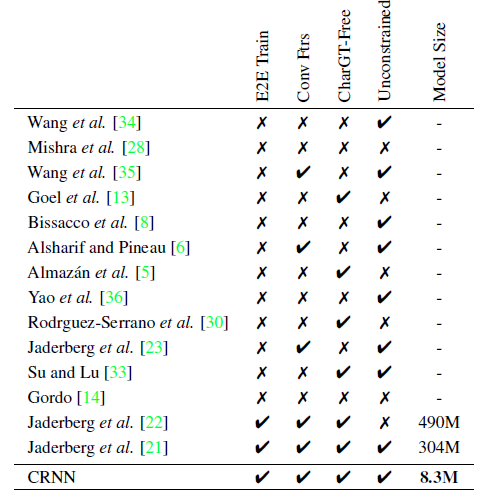 E2E Train Conv Ftrs CharGT-Free Unconstrained Model Size
Wang et al. [34] ✗ ✗ ✗ ✔ -
Mishra et al. [28] ✗ ✗ ✗ ✗ -
Wang et al. [35] ✗ ✔ ✗ ✔ -
Goel et al. [13] ✗ ✗ ✔ ✗ -
Bissacco et al. [8] ✗ ✗ ✗ ✔ -
Alsharif and Pineau [6] ✗ ✔ ✗ ✔ -
Almazán et al. [5] ✗ ✗ ✔ ✗ -
Yao et al. [36] ✗ ✗ ✗ ✔ -
Rodrguez-Serrano et al. [30] ✗ ✗ ✔ ✗ -
Jaderberg et al. [23] ✗ ✔ ✗ ✔ -
Su and Lu [33] ✗ ✗ ✔ ✔ -
Gordo [14] ✗ ✗ ✗ ✗ -
Jaderberg et al. [22] ✔ ✔ ✔ ✗ 490M
Jaderberg et al. [21] ✔ ✔ ✔ ✔ 304M
CRNN ✔ ✔ ✔ ✔ 8.3M